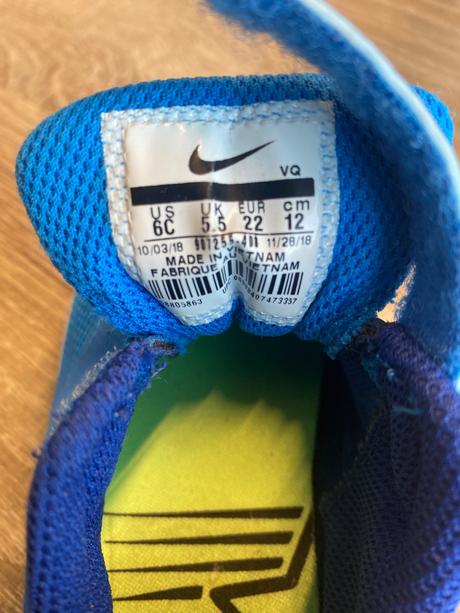 VQ
US UK EUR cm
6C 5.5 22 12
10/03/18 11/28/18
MADE IN VIETNAM
FABRIQUE AU VIETNAM